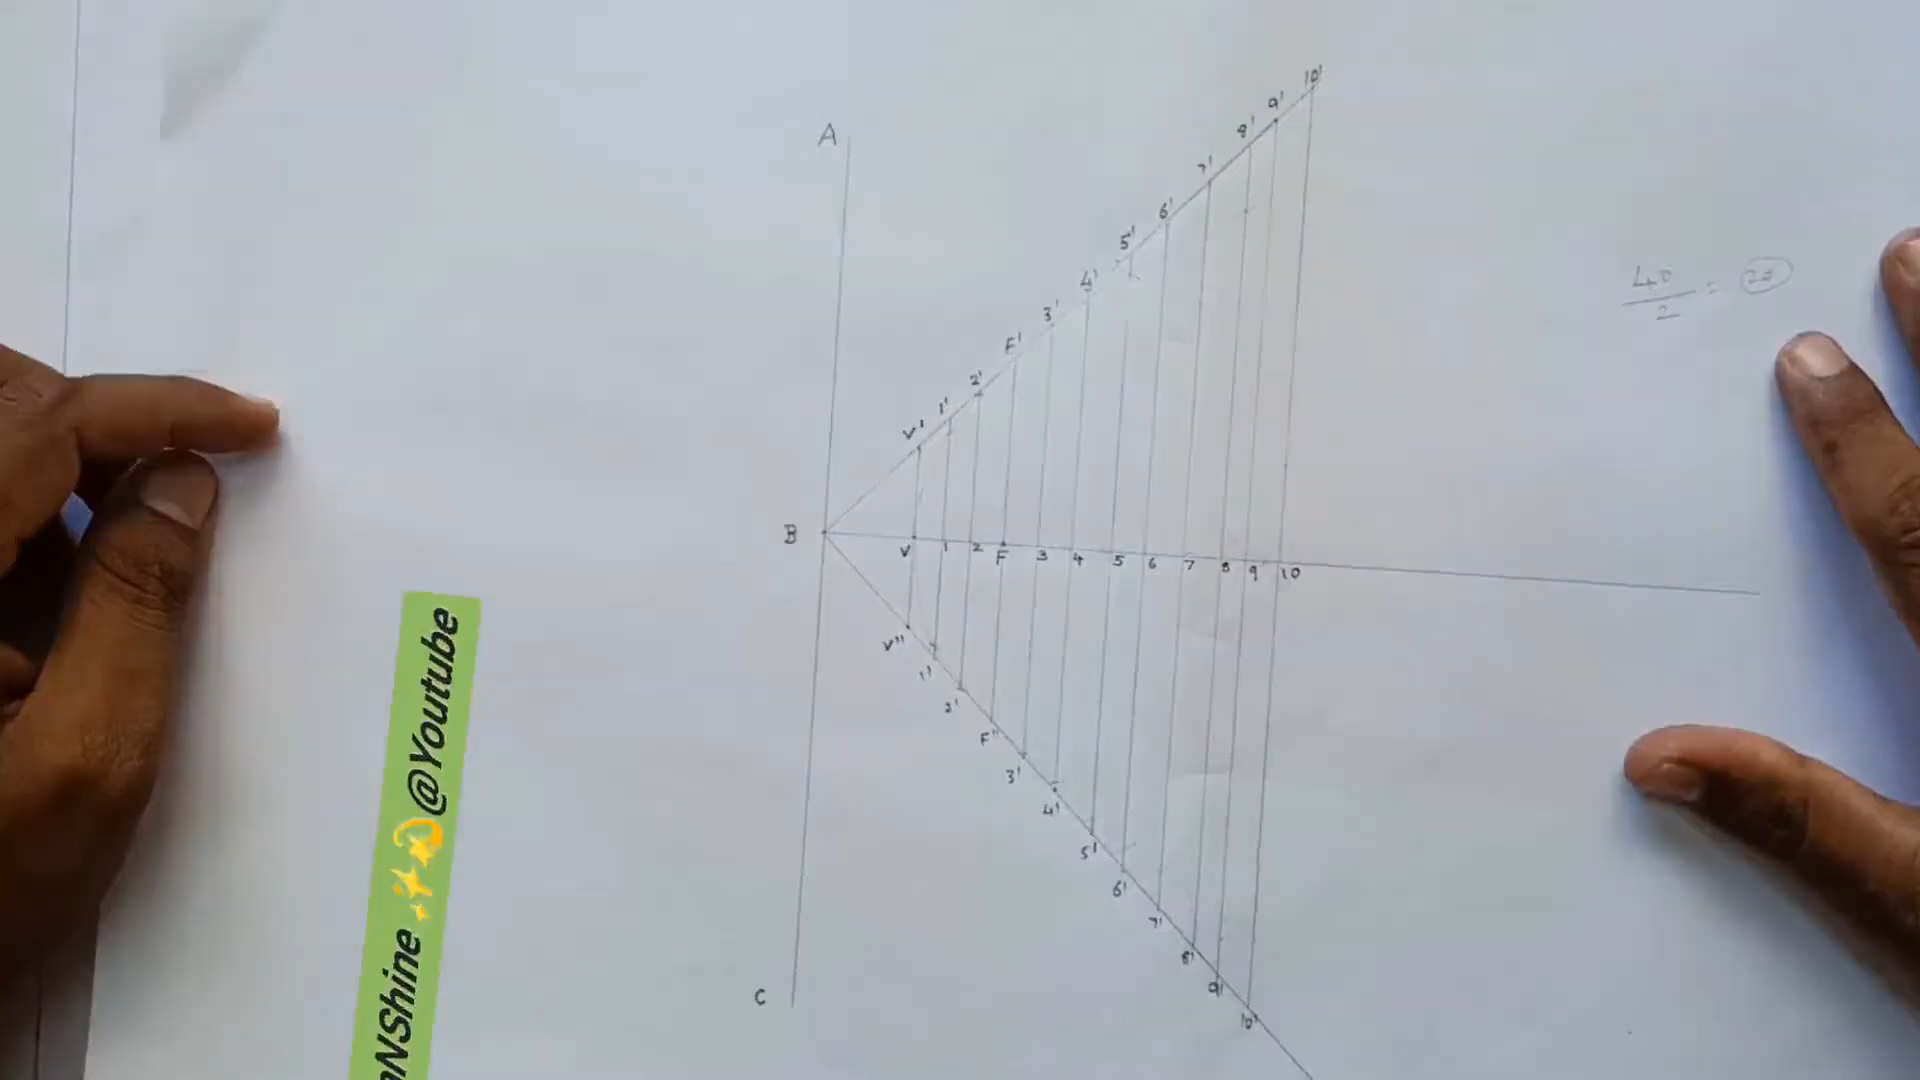 A
10'
9'
8'
7'
6'
5'
4'
3'
F'
2'
1'
V'
40
2
=
20
B
V 1 2 F 3 4 5 6 7 8 9 10
V"
1'
2'
F"
3'
4'
5'
6'
7'
8'
9'
10'
C
NShine ✨💫@Youtube